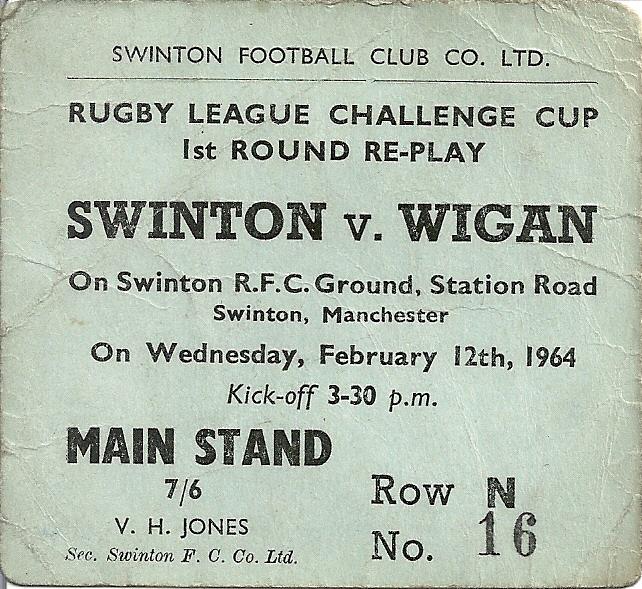 SWINTON FOOTBALL CLUB CO. LTD.
RUGBY LEAGUE CHALLENGE CUP
1st ROUND RE-PLAY
SWINTON v. WIGAN
On Swinton R.F.C. Ground, Station Road
Swinton, Manchester
On Wednesday, February 12th, 1964
Kick-off 3-30 p.m.
MAIN STAND
7/6
V. H. JONES
Sec. Swinton F. C. Co. Ltd.
Row N
No. 16